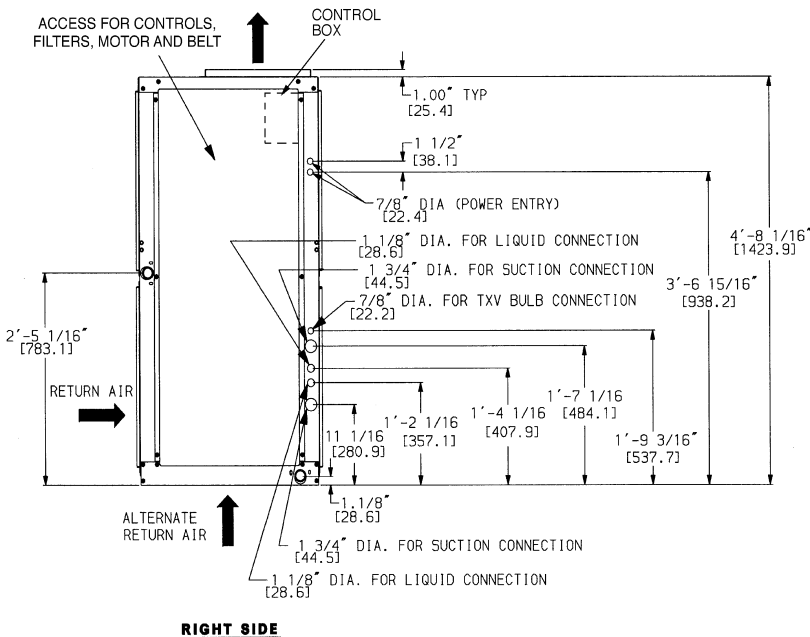 ACCESS FOR CONTROLS,
FILTERS, MOTOR AND BELT
CONTROL
BOX
1.00" TYP
[25.4]
1 1/2"
[38.1]
7/8" DIA (POWER ENTRY)
[22.4]
1 1/8" DIA. FOR LIQUID CONNECTION
[28.6]
1 3/4" DIA. FOR SUCTION CONNECTION
[44.5]
7/8" DIA. FOR TXV BULB CONNECTION
[22.2]
4'-8 1/16"
[1423.9]
3'-6 15/16"
[938.2]
2'-5 1/16"
[783.1]
RETURN AIR
1'-7 1/16
[484.1]
1'-4 1/16
[407.9]
1'-2 1/16
[357.1]
1'-9 3/16"
[537.7]
11 1/16
[280.9]
1.1/8"
[28.6]
ALTERNATE
RETURN AIR
1 3/4" DIA. FOR SUCTION CONNECTION
[44.5]
1 1/8" DIA. FOR LIQUID CONNECTION
[28.6]
RIGHT SIDE